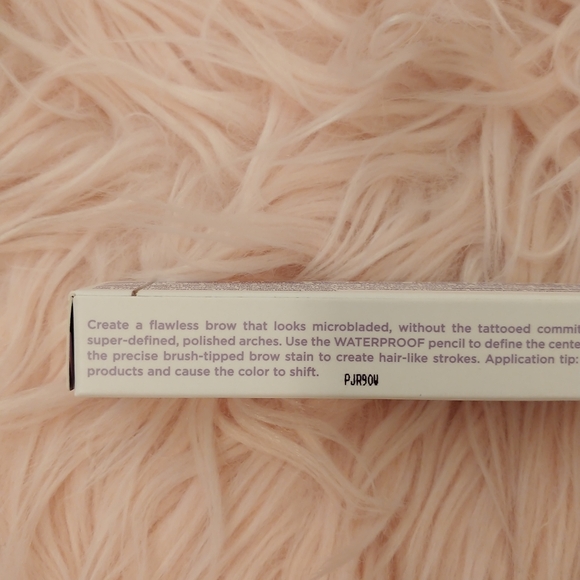 Create a flawless brow that looks microbladed, without the tattooed commit
super-defined, polished arches. Use the WATERPROOF pencil to define the cente
the precise brush-tipped brow stain to create hair-like strokes. Application tip:
products and cause the color to shift.
PJR90W